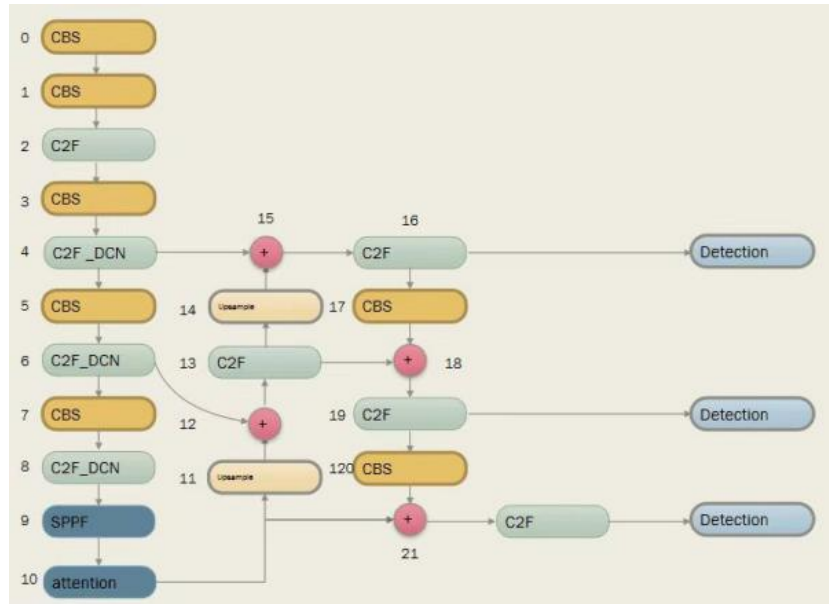 0 CBS
1 CBS
2 C2F
3 CBS
15 16
4 C2F _DCN + C2F Detection
5 CBS 14 Upsample 17 CBS
6 C2F_DCN 13 C2F + 18
7 CBS 12 + 19 C2F Detection
8 C2F_DCN 11 Upsample 120 CBS
9 SPPF + C2F Detection
21
10 attention